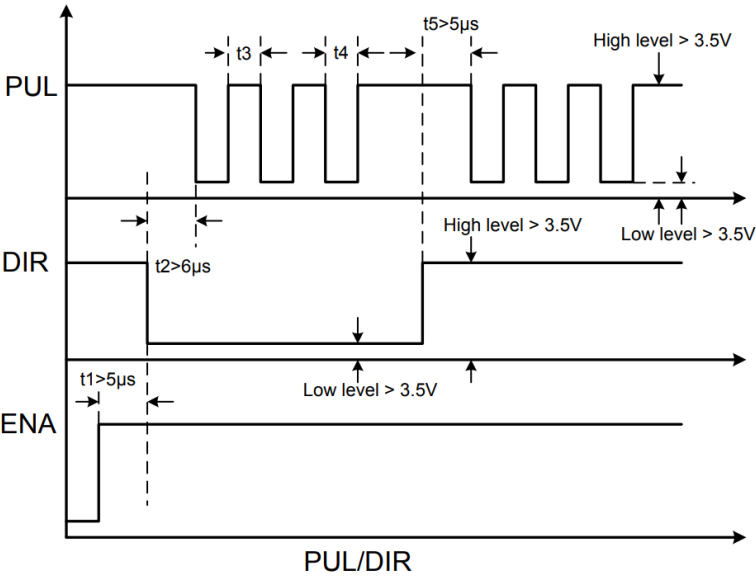 t5>5μs
High level > 3.5V
t3
t4
PUL
High level > 3.5V
Low level > 3.5V
DIR
t2>6μs
t1>5μs
Low level > 3.5V
ENA
PUL/DIR